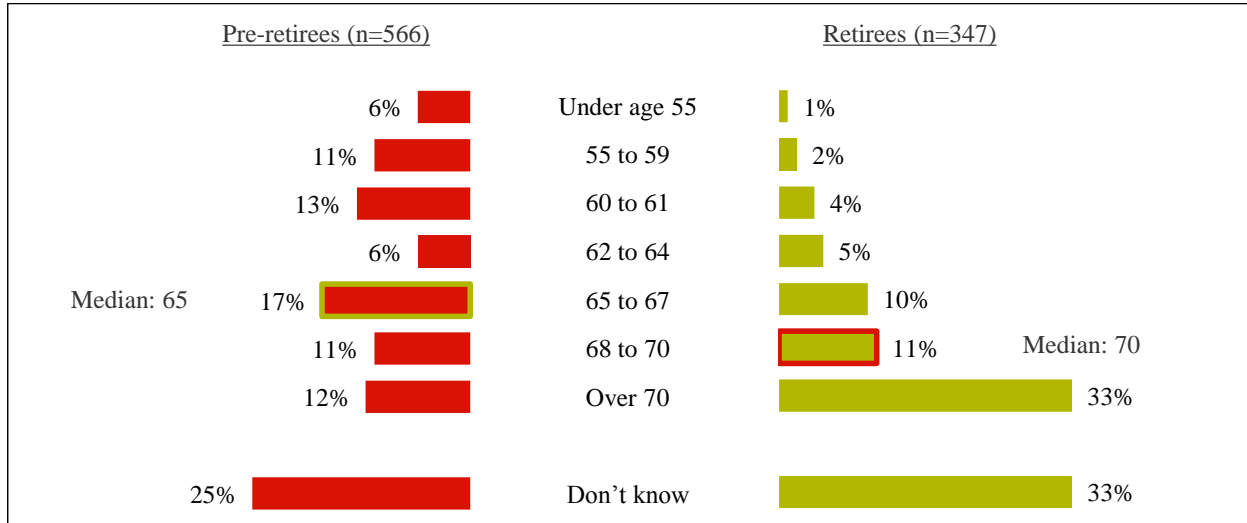 Pre-retirees (n=566) Retirees (n=347)
6% Under age 55 1%
11% 55 to 59 2%
13% 60 to 61 4%
6% 62 to 64 5%
Median: 65 17% 65 to 67 10%
11% 68 to 70 11% Median: 70
12% Over 70 33%
25% Don’t know 33%